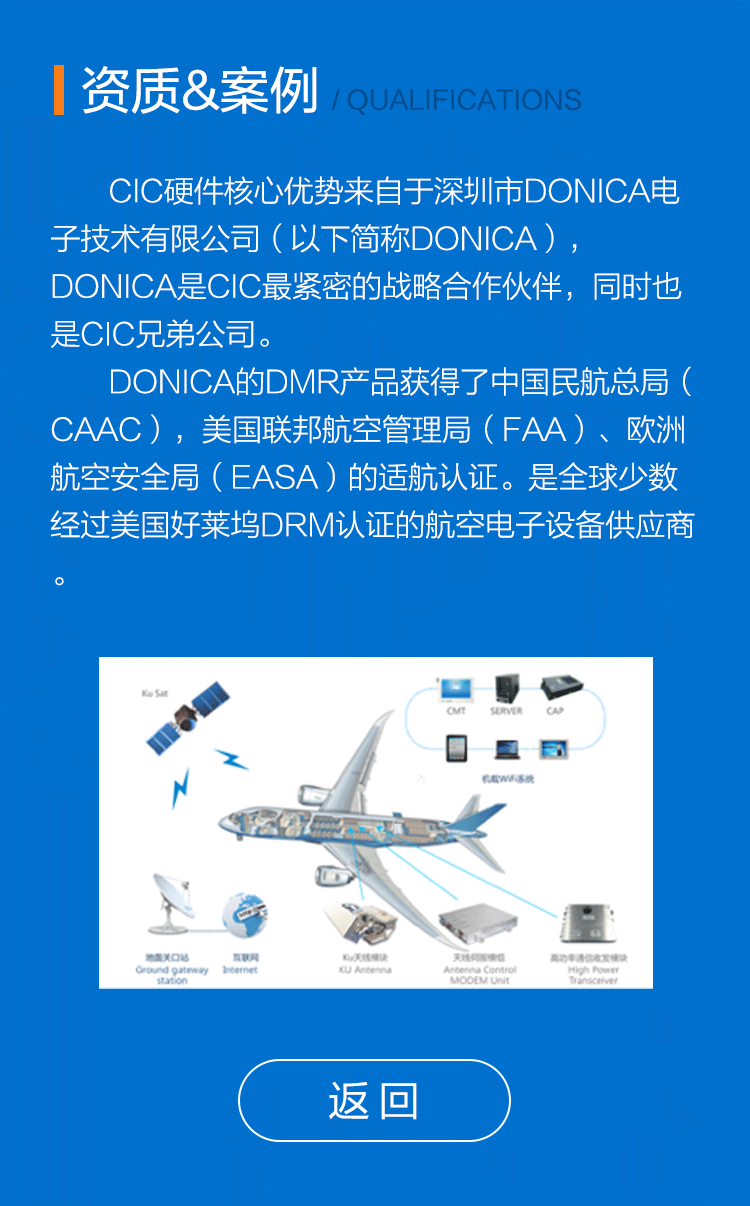 资质&案例 / QUALIFICATIONS
CIC硬件核心优势来自于深圳市DONICA电
子技术有限公司（以下简称DONICA），
DONICA是CIC最紧密的战略合作伙伴，同时也
是CIC兄弟公司。
DONICA的DMR产品获得了中国民航总局（
CAAC），美国联邦航空管理局（FAA）、欧洲
航空安全局（EASA）的适航认证。是全球少数
经过美国好莱坞DRM认证的航空电子设备供应商
。
Ku Sat
CMT SERVER CAP
机载WiFi系统
地面关口站 互联网 Ku天线模块 天线伺服模组 高功率通信收发模块
Ground gateway Internet KU Antenna Antenna Control High Power
station MODEM Unit Transceiver
返回